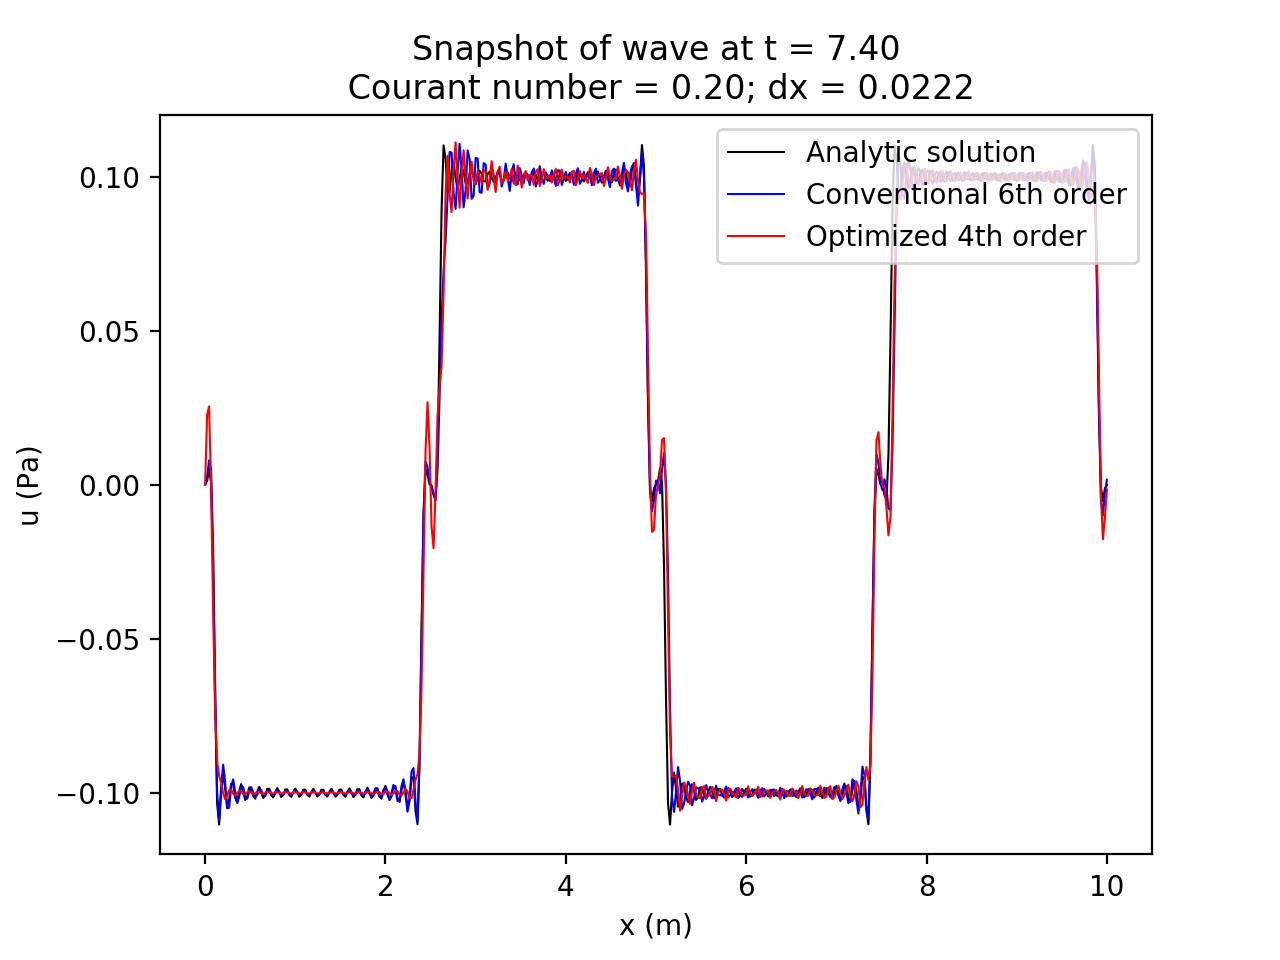 Snapshot of wave at t = 7.40
Courant number = 0.20; dx = 0.0222
Analytic solution
Conventional 6th order
Optimized 4th order
0.10
0.05
0.00
−0.05
−0.10
u (Pa)
0 2 4 6 8 10
x (m)